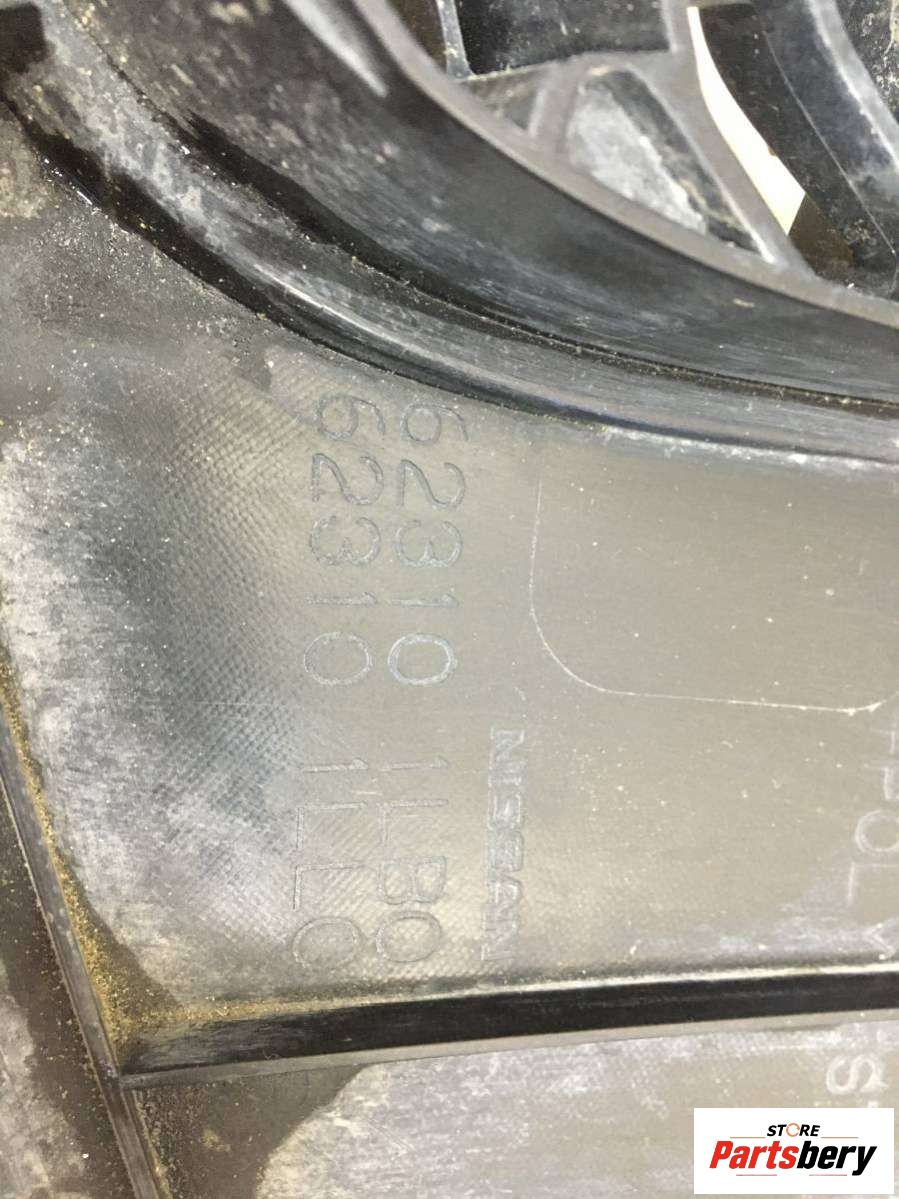 NISSAN
62310 1LB0
62310 1LL0
STORE
Partsbery